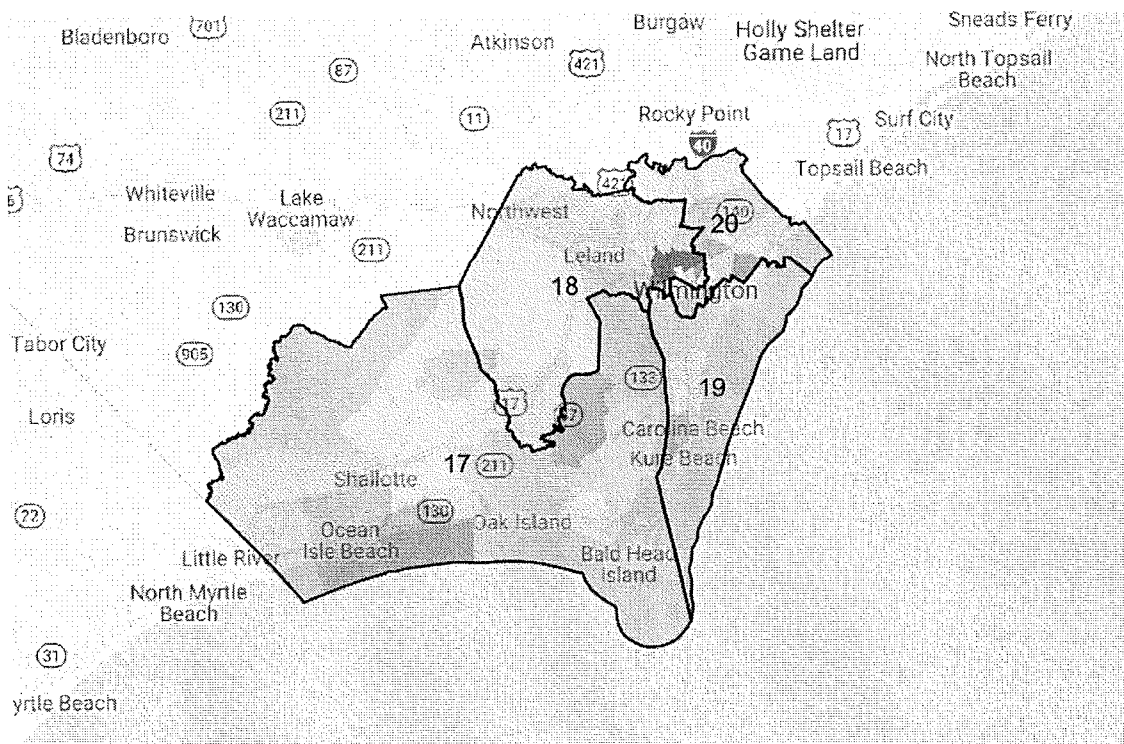 Bladenboro
701
Atkinson
Burgaw
Holly Shelter
Game Land
Sneads Ferry
87
421
North Topsail
Beach
211
11
Rocky Point
40
17
Surf City
74
Topsail Beach
Whiteville
Lake
Waccamaw
421
Northwest
140
20
Brunswick
211
Leland
18
Wilmington
130
Tabor City
905
133
19
Loris
17
87
Carolina Beach
Kure Beach
17
211
Shallotte
130
Oak Island
22
Ocean
Isle Beach
Bald Head
Island
Little River
North Myrtle
Beach
31
yrtle Beach